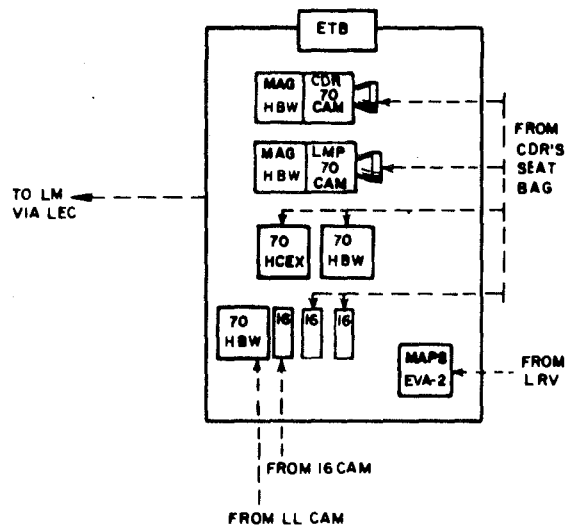 ETB
MAG CDR
HBW 70
CAM
MAG LMP
HBW 70
CAM
FROM
CDR'S
SEAT
BAG
TO LM
VIA LEC
70
HCEX
70
HBW
70
HBW
16
16
16
MAPS
EVA-2
FROM
LRV
FROM 16 CAM
FROM LL CAM